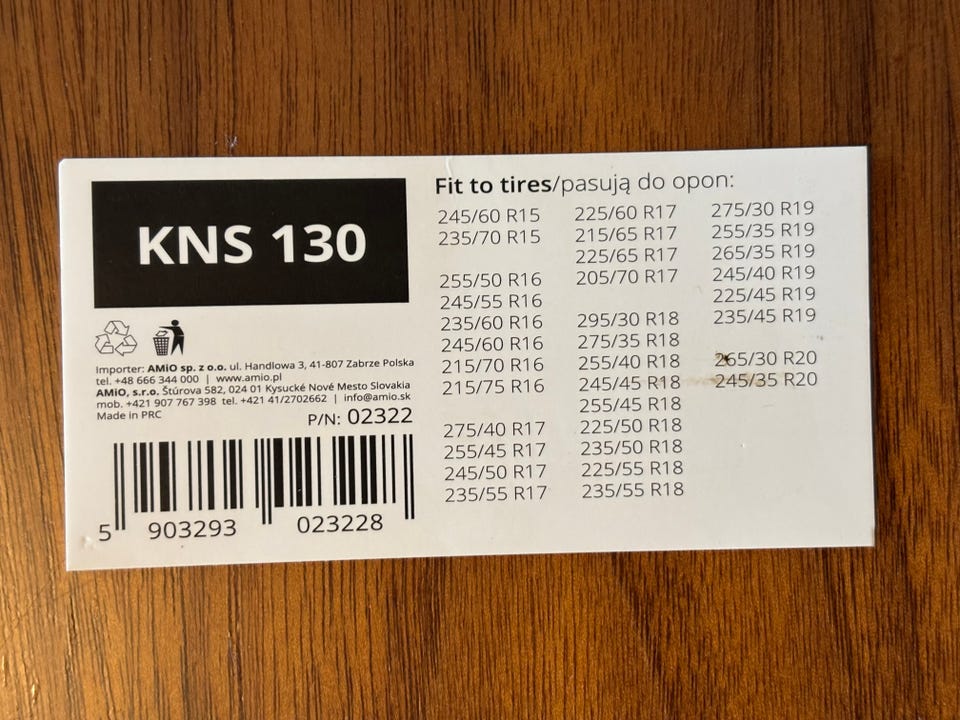 KNS 130
Importer: AMiO sp. z o.o. ul. Handlowa 3, 41-807 Zabrze Polska
tel. +48 666 344 000 | www.amio.pl
AMiO, s.r.o. Štúrova 582, 024 01 Kysucké Nové Mesto Slovakia
mob. +421 907 767 398 tel. +421 41/2702662 | info@amio.sk
Made in PRC
P/N: 02322
5 903293 023228
Fit to tires/pasują do opon:
245/60 R15
235/70 R15
255/50 R16
245/55 R16
235/60 R16
245/60 R16
215/70 R16
215/75 R16
275/40 R17
255/45 R17
245/50 R17
235/55 R17
225/60 R17
215/65 R17
225/65 R17
205/70 R17
295/30 R18
275/35 R18
255/40 R18
245/45 R18
255/45 R18
225/50 R18
235/50 R18
225/55 R18
235/55 R18
275/30 R19
255/35 R19
265/35 R19
245/40 R19
225/45 R19
235/45 R19
265/30 R20
245/35 R20